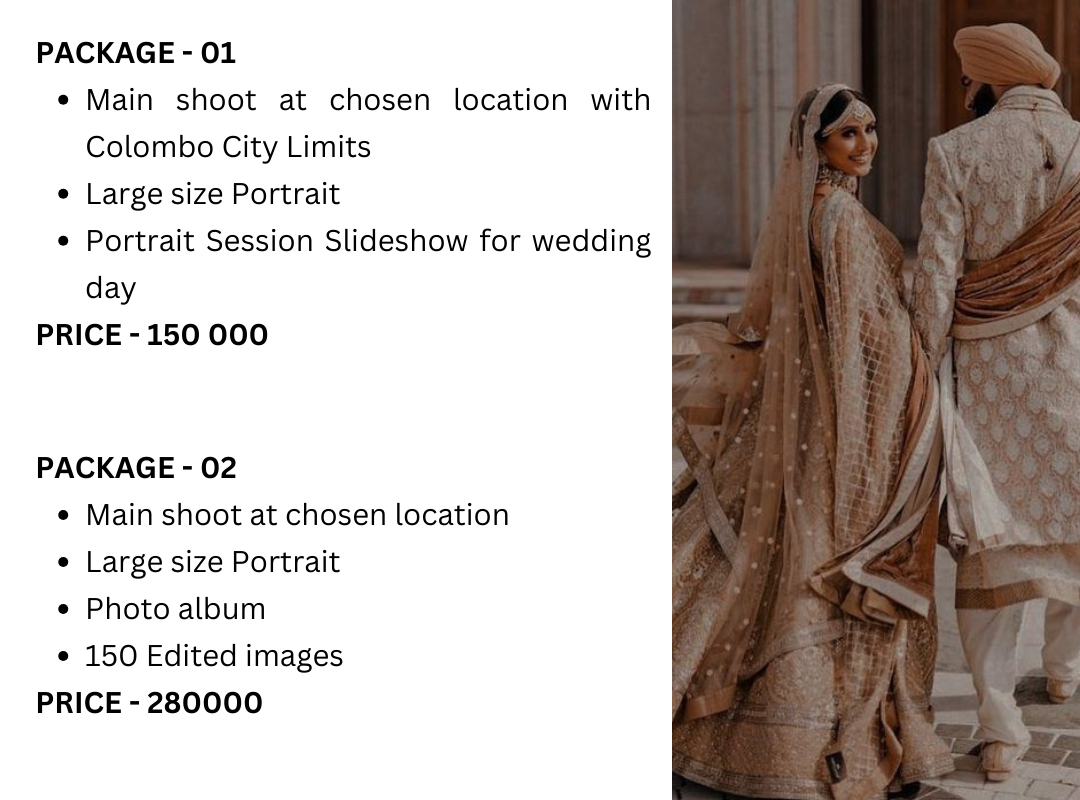 PACKAGE - 01
• Main shoot at chosen location with
Colombo City Limits
• Large size Portrait
• Portrait Session Slideshow for wedding
day
PRICE - 150 000
PACKAGE - 02
• Main shoot at chosen location
• Large size Portrait
• Photo album
• 150 Edited images
PRICE - 280000